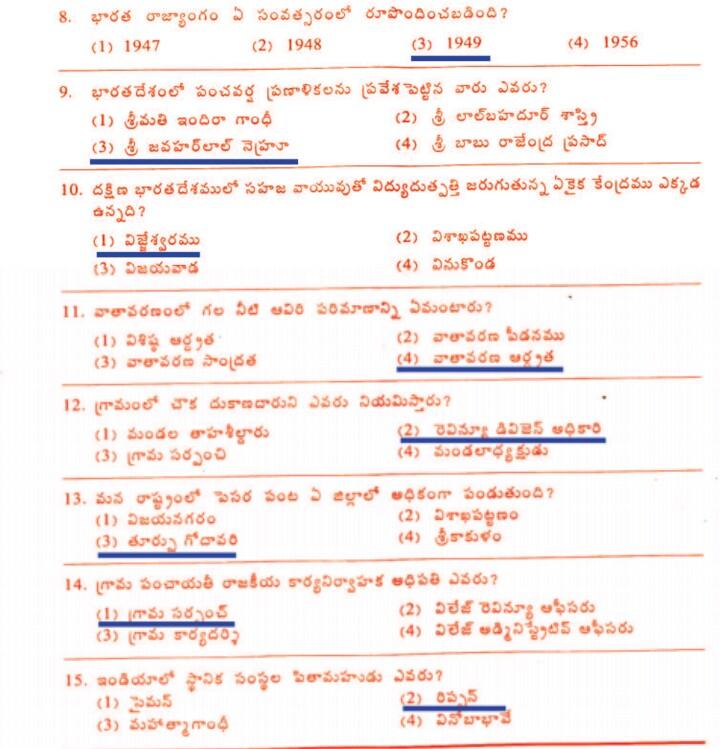 8. భారత రాజ్యాంగం ఏ సంవత్సరంలో రూపొందించబడింది?
(1) 1947 (2) 1948 (3) 1949 (4) 1956
9. భారతదేశంలో పంచవర్ష ప్రణాళికలను ప్రవేశపెట్టిన వారు ఎవరు?
(1) శ్రీమతి ఇందిరా గాంధీ (2) శ్రీ లాల్‌బహదూర్ శాస్త్రి
(3) శ్రీ జవహర్‌లాల్ నెహ్రూ (4) శ్రీ బాబు రాజేంద్ర ప్రసాద్
10. దక్షిణ భారతదేశములో సహజ వాయువుతో విద్యుదుత్పత్తి జరుగుతున్న ఏకైక కేంద్రము ఎక్కడ
ఉన్నది?
(1) విజ్జేశ్వరము (2) విశాఖపట్టణము
(3) విజయవాడ (4) వినుకొండ
11. వాతావరణంలో గల నీటి ఆవిరి పరిమాణాన్ని ఏమంటారు?
(1) విశిష్ఠ ఆర్ద్రత (2) వాతావరణ పీడనము
(3) వాతావరణ సాంద్రత (4) వాతావరణ ఆర్ద్రత
12. గ్రామంలో చౌక దుకాణదారుని ఎవరు నియమిస్తారు?
(1) మండల తాహశీల్దారు (2) రెవిన్యూ డివిజెన్ అధికారి
(3) గ్రామ సర్పంచి (4) మండలాధ్యక్షుడు
13. మన రాష్ట్రంలో పెసర పంట ఏ జిల్లాలో అధికంగా పండుతుంది?
(1) విజయనగరం (2) విశాఖపట్టణం
(3) తూర్పు గోదావరి (4) శ్రీకాకుళం
14. గ్రామ పంచాయతీ రాజకీయ కార్యనిర్వాహక అధిపతి ఎవరు?
(1) గ్రామ సర్పంచ్ (2) విలేజ్ రెవిన్యూ ఆఫీసరు
(3) గ్రామ కార్యదర్శి (4) విలేజ్ అడ్మినిస్ట్రేటివ్ ఆఫీసరు
15. ఇండియాలో స్థానిక సంస్థల పితామహుడు ఎవరు?
(1) సైమన్ (2) రిప్పన్
(3) మహాత్మాగాంధీ (4) వినోబాభావే